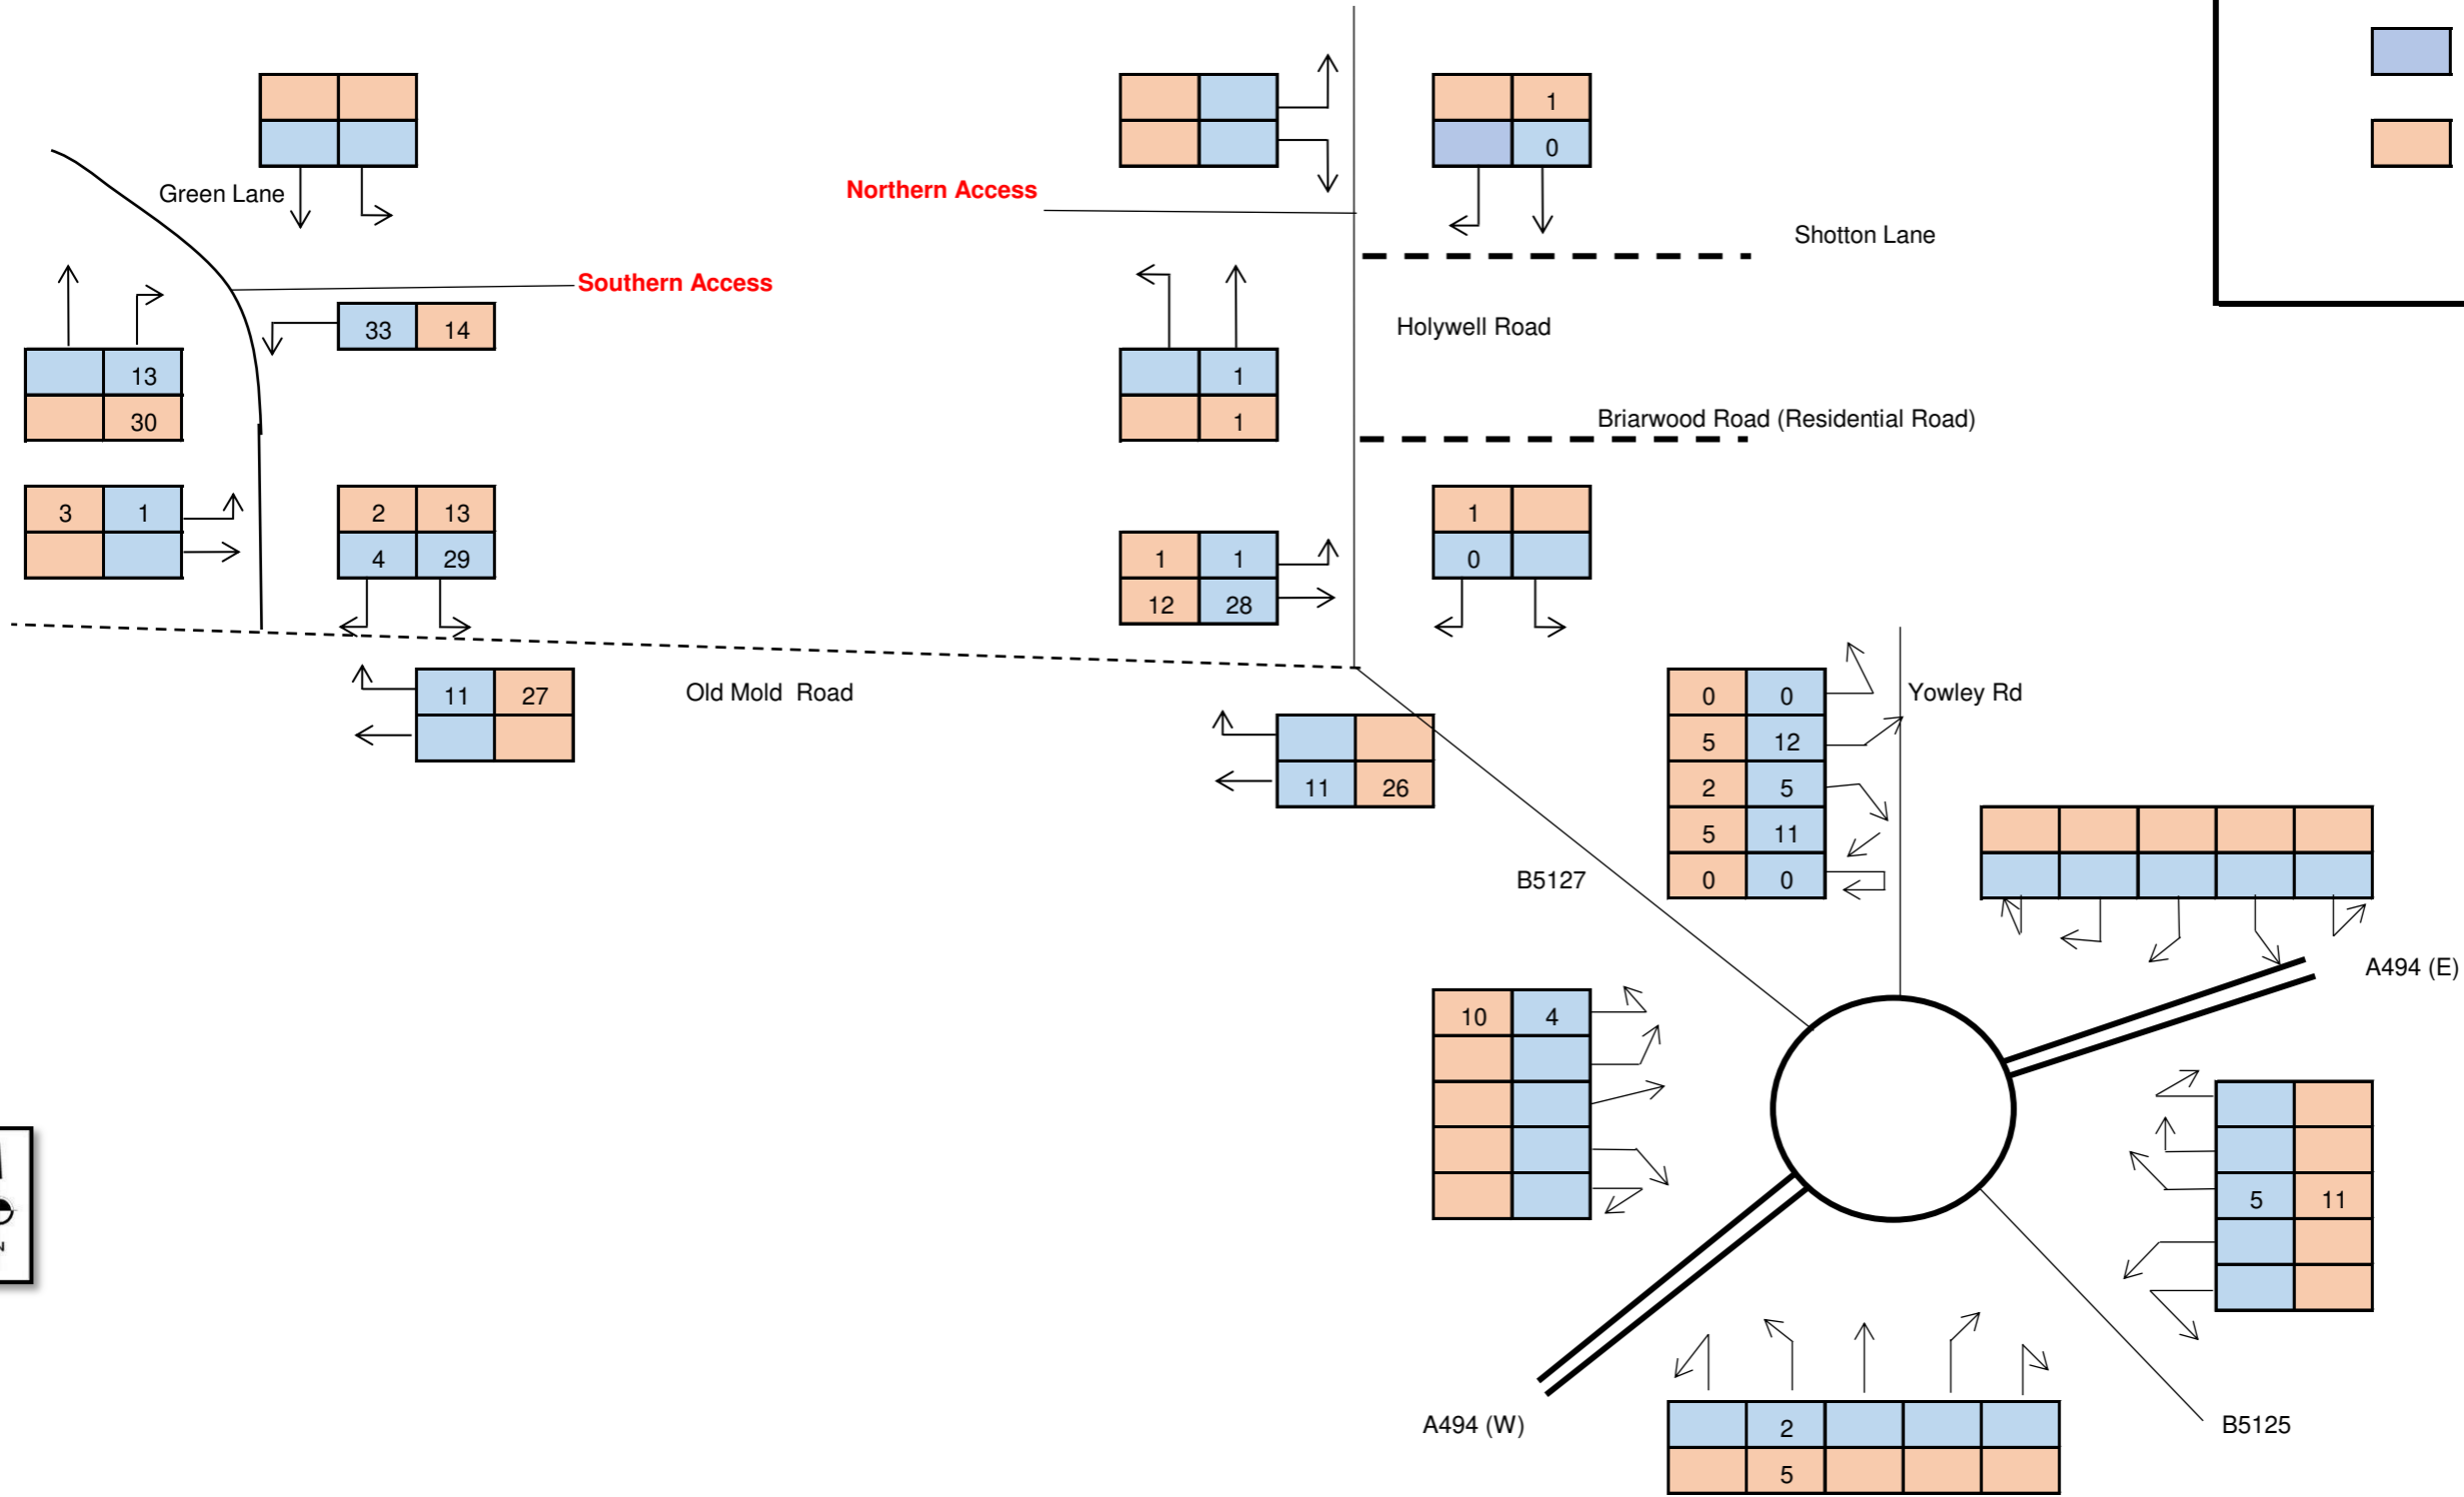 1
0
Green Lane
Northern Access
Shotton Lane
Southern Access
33 14
Holywell Road
13
30
1
1
Briarwood Road (Residential Road)
3 1
2 13
4 29
1 1
12 28
1
0
11 27
Old Mold Road
11 26
0 0
5 12
2 5
5 11
0 0
Yowley Rd
B5127
A494 (E)
10 4
5 11
A494 (W)
2
5
B5125
N